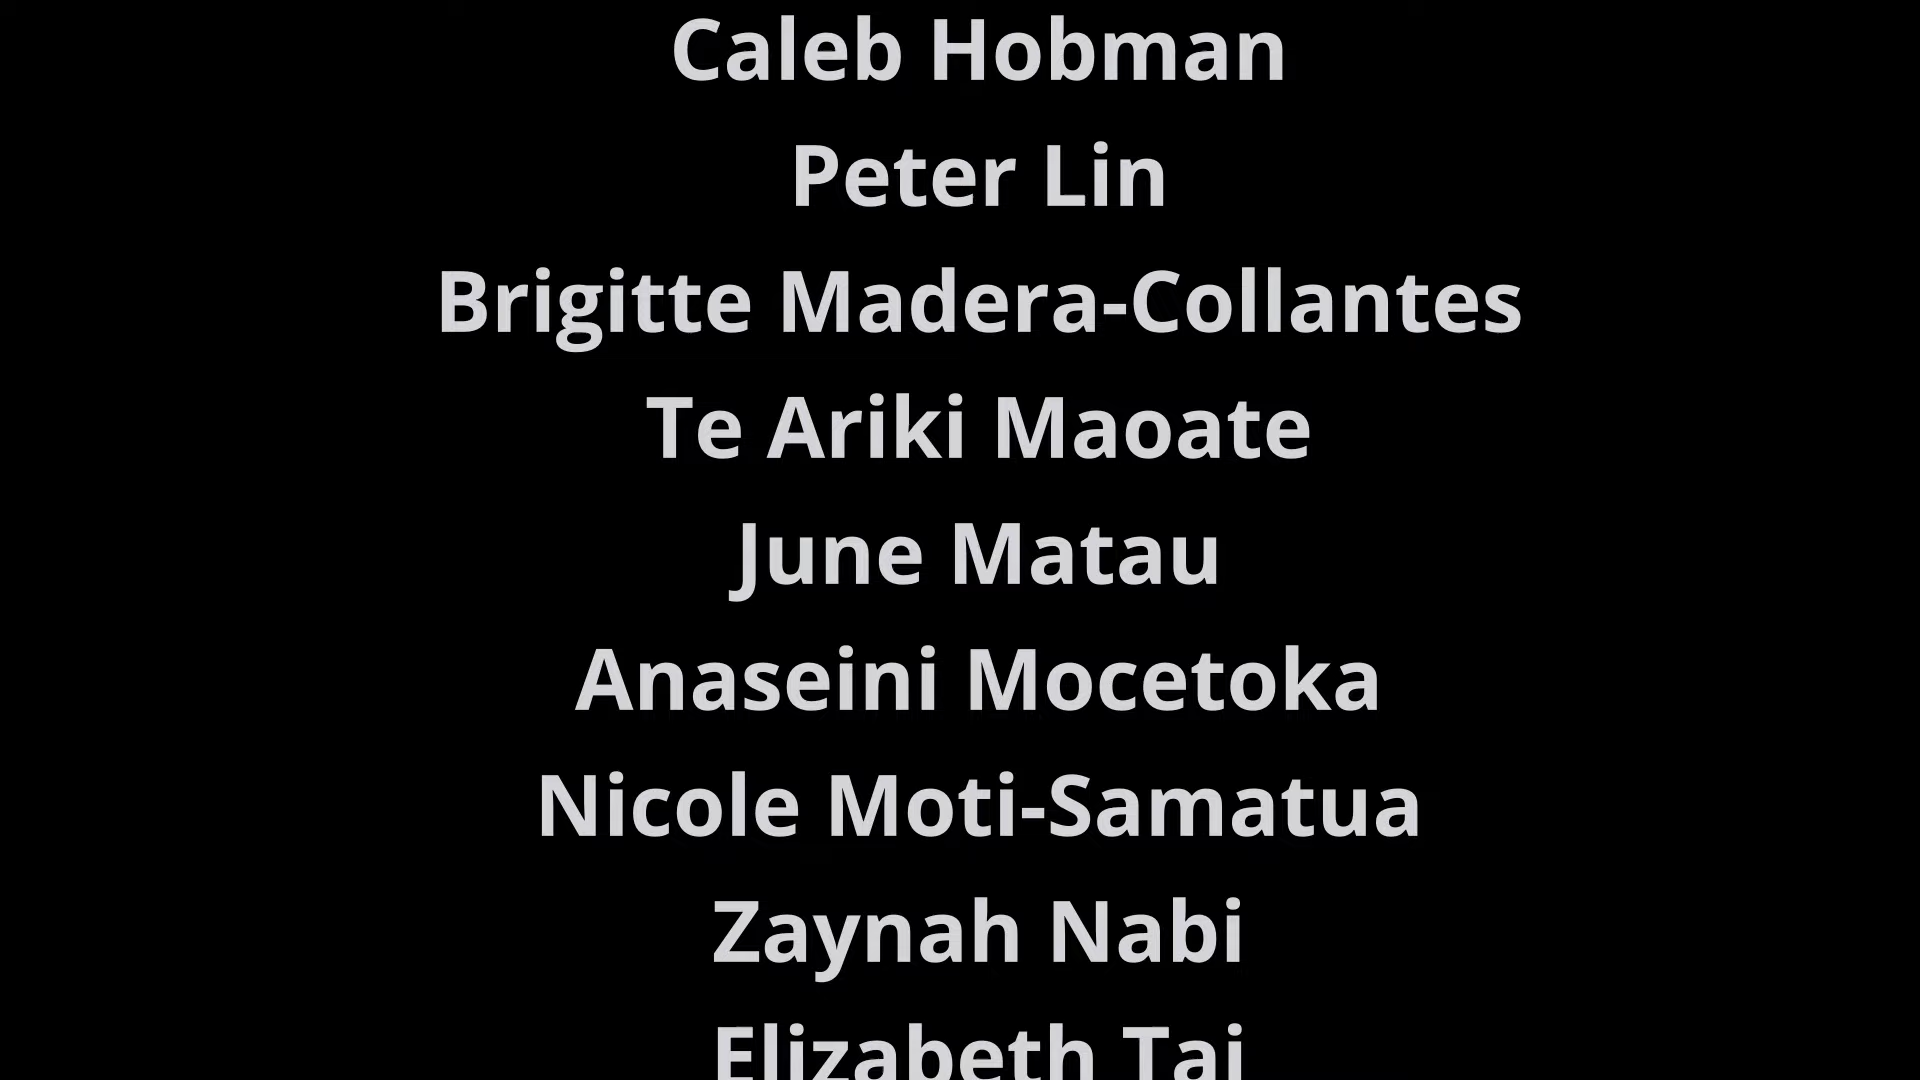 Caleb Hobman
Peter Lin
Brigitte Madera-Collantes
Te Ariki Maoate
June Matau
Anaseini Mocetoka
Nicole Moti-Samatua
Zaynah Nabi
Elizabeth Tai